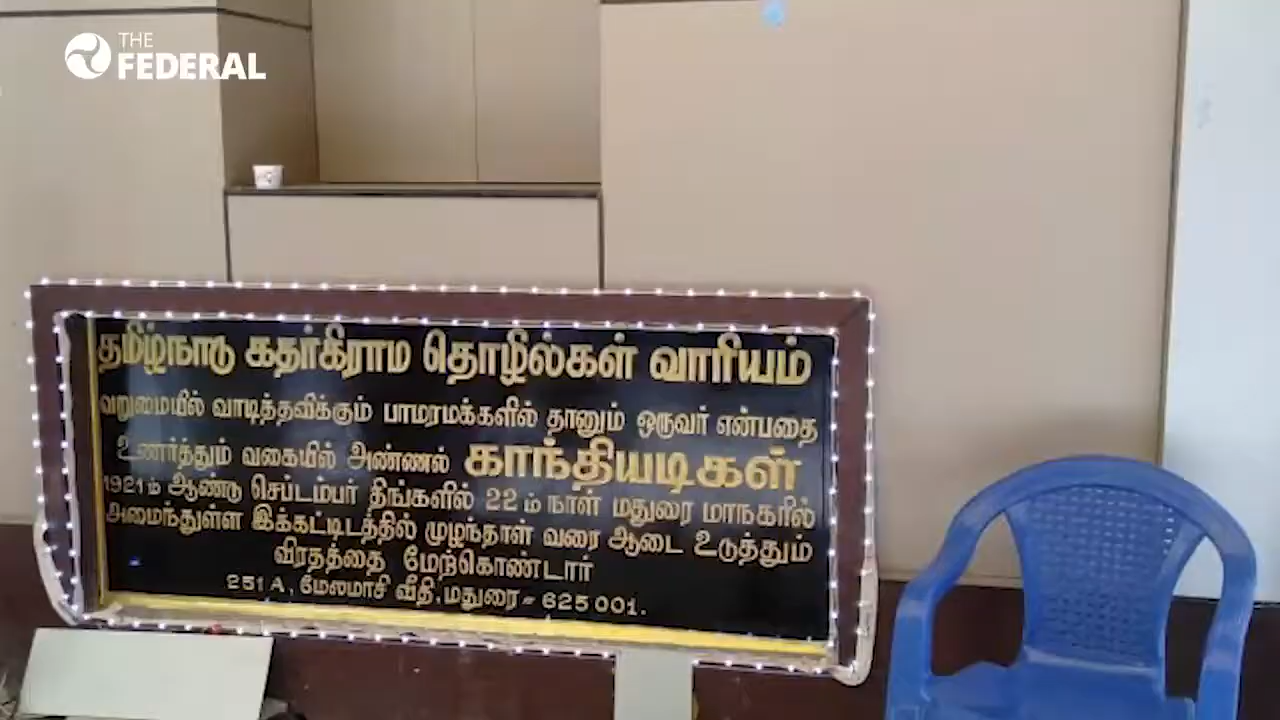 THE
FEDERAL
தமிழ்நாடு கதர்கிராம தொழில்கள் வாரியம்
வறுமையில் வாடித்தவிக்கும் பாமரமக்களில் தானும் ஒருவர் என்பதை
உணர்த்தும் வகையில் அண்ணல் காந்தியடிகள்
1921ம் ஆண்டு செப்டம்பர் திங்களில் 22ம் நாள் மதுரை மாநகரில்
அமைந்துள்ள இக்கட்டிடத்தில் முழந்தாள் வரை ஆடை உடுத்தும்
விரதத்தை மேற்கொண்டார்
251 A, மேலமாசி வீதி, மதுரை - 625 001.